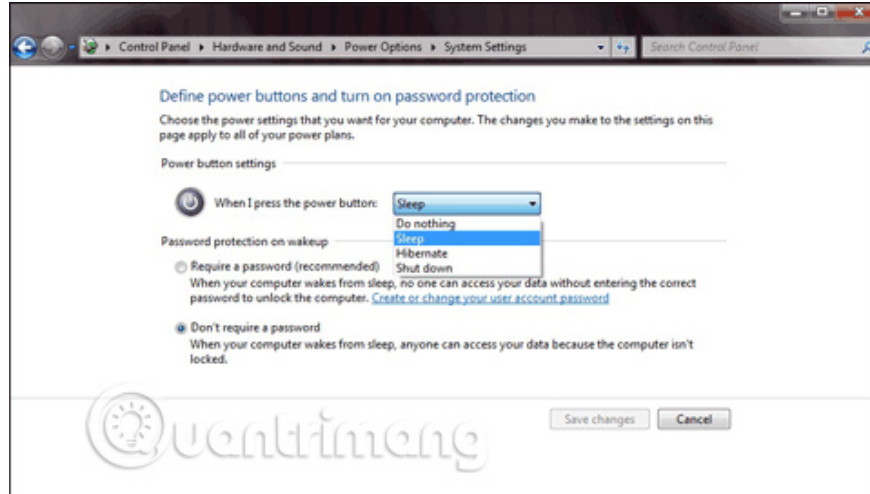 Control Panel ▸ Hardware and Sound ▸ Power Options ▸ System Settings
Search Control Panel
Define power buttons and turn on password protection
Choose the power settings that you want for your computer. The changes you make to the settings on this
page apply to all of your power plans.
Power button settings
When I press the power button:
Sleep
Do nothing
Sleep
Hibernate
Shut down
Password protection on wakeup
Require a password (recommended)
When your computer wakes from sleep, no one can access your data without entering the correct
password to unlock the computer. Create or change your user account password
Don't require a password
When your computer wakes from sleep, anyone can access your data because the computer isn't
locked.
Save changes
Cancel
Quantrimang